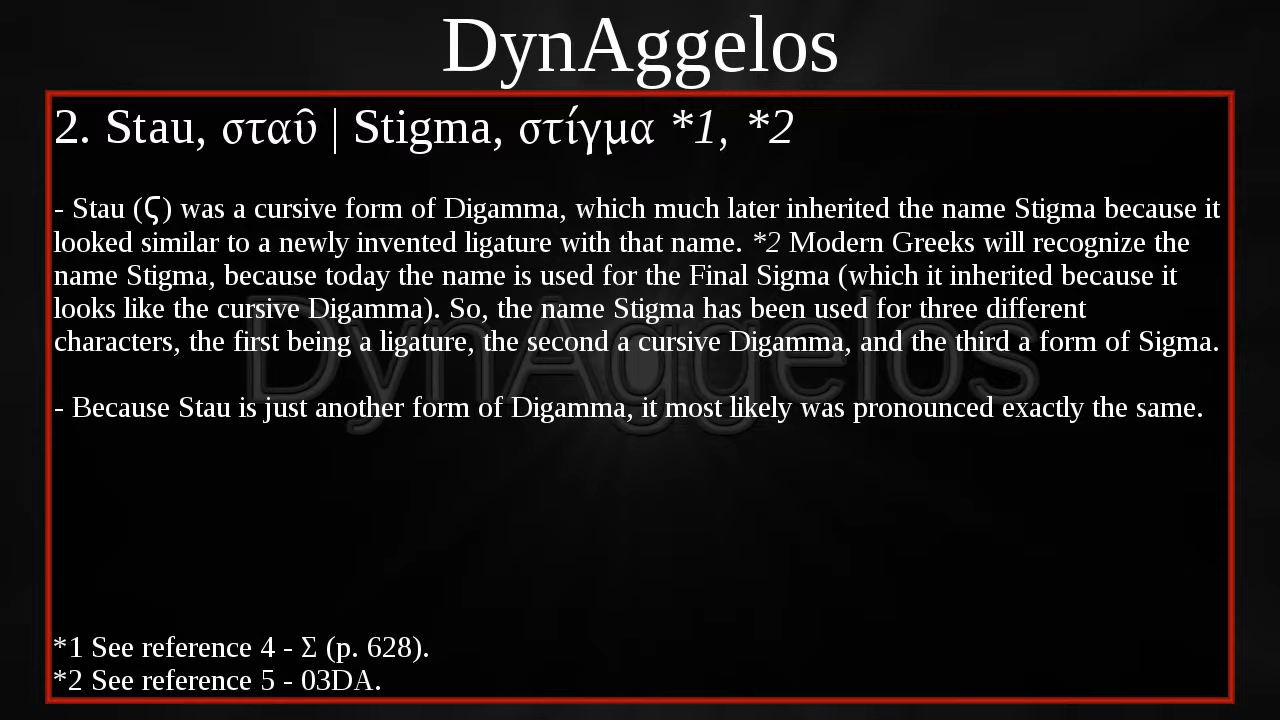 DynAggelos
2. Stau, σταῦ | Stigma, στίγμα *1, *2
- Stau (Ϛ) was a cursive form of Digamma, which much later inherited the name Stigma because it
looked similar to a newly invented ligature with that name. *2 Modern Greeks will recognize the
name Stigma, because today the name is used for the Final Sigma (which it inherited because it
looks like the cursive Digamma). So, the name Stigma has been used for three different
characters, the first being a ligature, the second a cursive Digamma, and the third a form of Sigma.
DynAggelos
- Because Stau is just another form of Digamma, it most likely was pronounced exactly the same.
*1 See reference 4 - Σ (p. 628).
*2 See reference 5 - 03DA.